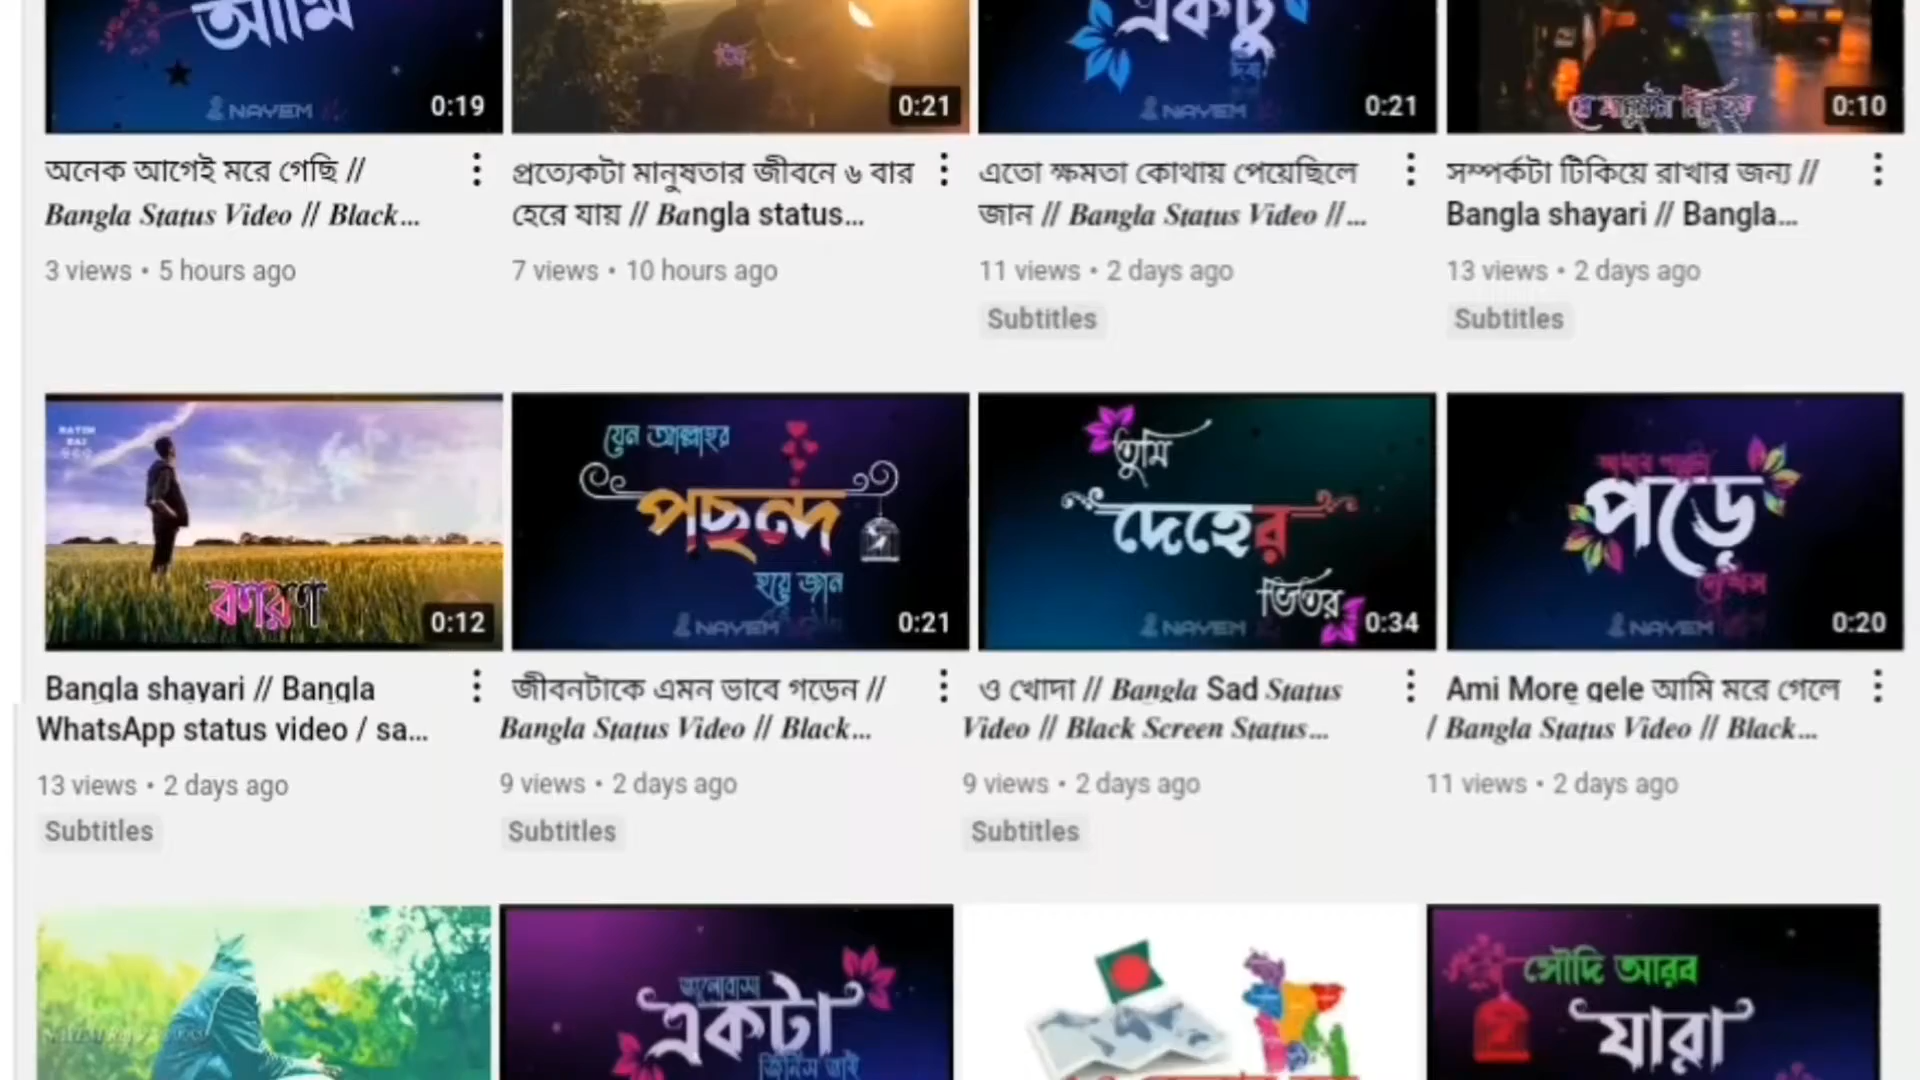 আমি
একটু
NAYEM
0:19
0:21
NAYEM
0:21
0:10
অনেক আগেই মরে গেছি //
Bangla Status Video // Black...
3 views • 5 hours ago
প্রত্যেকটা মানুষতার জীবনে ৬ বার
হেরে যায় // Bangla status...
7 views • 10 hours ago
এতো ক্ষমতা কোথায় পেয়েছিলে
জান // Bangla Status Video //...
11 views • 2 days ago
Subtitles
সম্পর্কটা টিকিয়ে রাখার জন্য //
Bangla shayari // Bangla...
13 views • 2 days ago
Subtitles
কারণ
0:12
যেন আল্লাহর
পছন্দ
হয়ে জান
NAYEM
0:21
তুমি
দেহের
ভিতর
NAYEM
0:34
পড়ে
NAYEM
0:20
Bangla shayari // Bangla
WhatsApp status video / sa...
13 views • 2 days ago
Subtitles
জীবনটাকে এমন ভাবে গড়েন //
Bangla Status Video // Black...
9 views • 2 days ago
Subtitles
ও খোদা // Bangla Sad Status
Video // Black Screen Status...
9 views • 2 days ago
Subtitles
Ami More gele আমি মরে গেলে
/ Bangla Status Video // Black...
11 views • 2 days ago
ভালোবাসা
একটা
জিনিস ভাই
সৌদি আরব
যারা